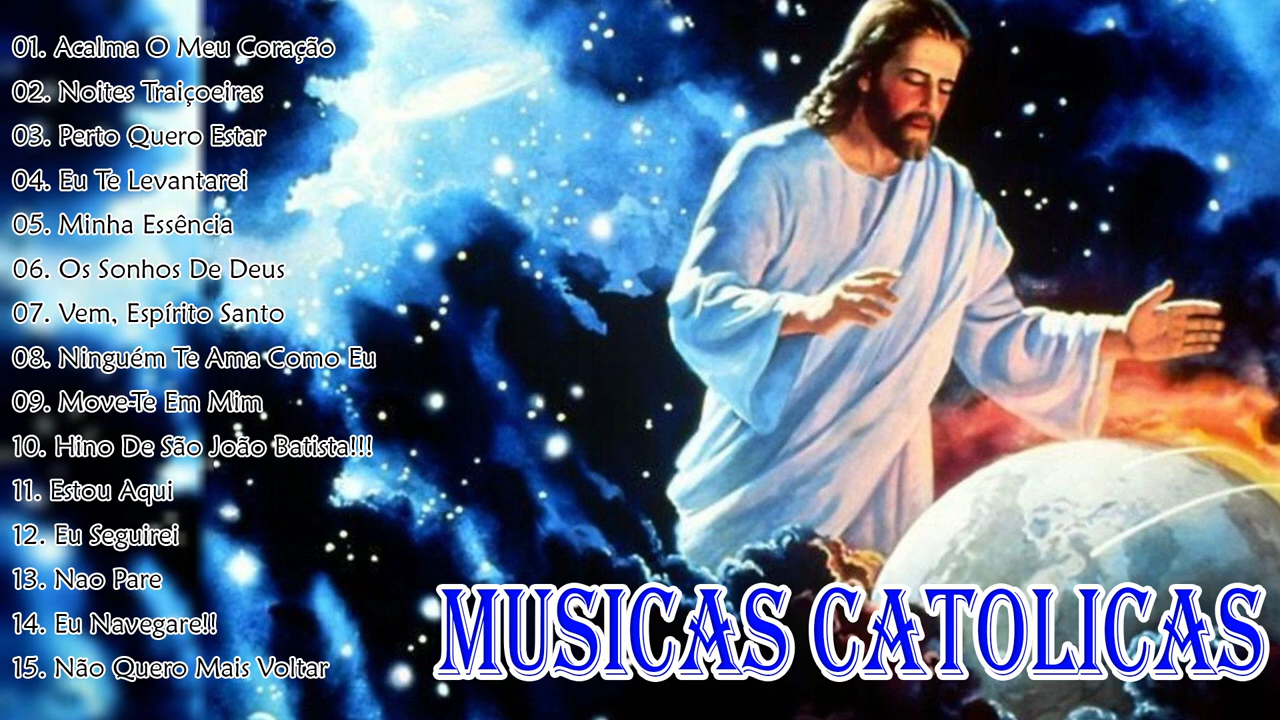 01. Acalma O Meu Coração
02. Noites Traiçoeiras
03. Perto Quero Estar
04. Eu Te Levantarei
05. Minha Essência
06. Os Sonhos De Deus
07. Vem, Espírito Santo
08. Ninguém Te Ama Como Eu
09. Move-Te Em Mim
10. Hino De São João Batista!!!
11. Estou Aqui
12. Eu Seguirei
13. Nao Pare
14. Eu Navegare!!
15. Não Quero Mais Voltar
MUSICAS CATOLICAS